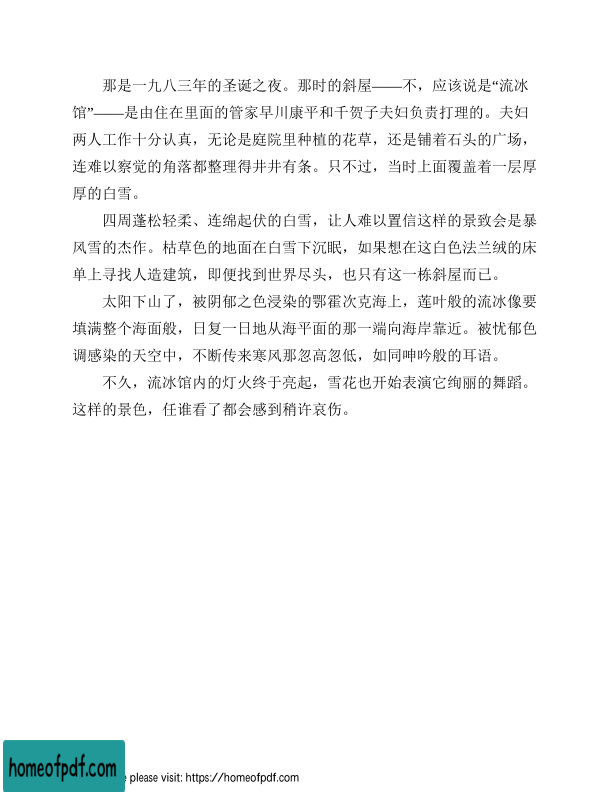 那是一九八三年的圣诞之夜。那时的斜屋——不，应该说是“流冰
馆”——是由住在里面的管家早川康平和千贺子夫妇负责打理的。夫妇
两人工作十分认真，无论是庭院里种植的花草，还是铺着石头的广场，
连难以察觉的角落都整理得井井有条。只不过，当时上面覆盖着一层厚
厚的白雪。
四周蓬松轻柔、连绵起伏的白雪，让人难以置信这样的景致会是暴
风雪的杰作。枯草色的地面在白雪下沉眠，如果想在这白色法兰绒的床
单上寻找人造建筑，即便找到世界尽头，也只有这一栋斜屋而已。
太阳下山了，被阴郁之色浸染的鄂霍次克海上，莲叶般的流冰像要
填满整个海面般，日复一日地从海平面的那一端向海岸靠近。被忧郁色
调感染的天空中，不断传来寒风那忽高忽低，如同呻吟般的耳语。
不久，流冰馆内的灯火终于亮起，雪花也开始表演它绚丽的舞蹈。
这样的景色，任谁看了都会感到稍许哀伤。
homeofpdf.com
e please visit: https://homeofpdf.com